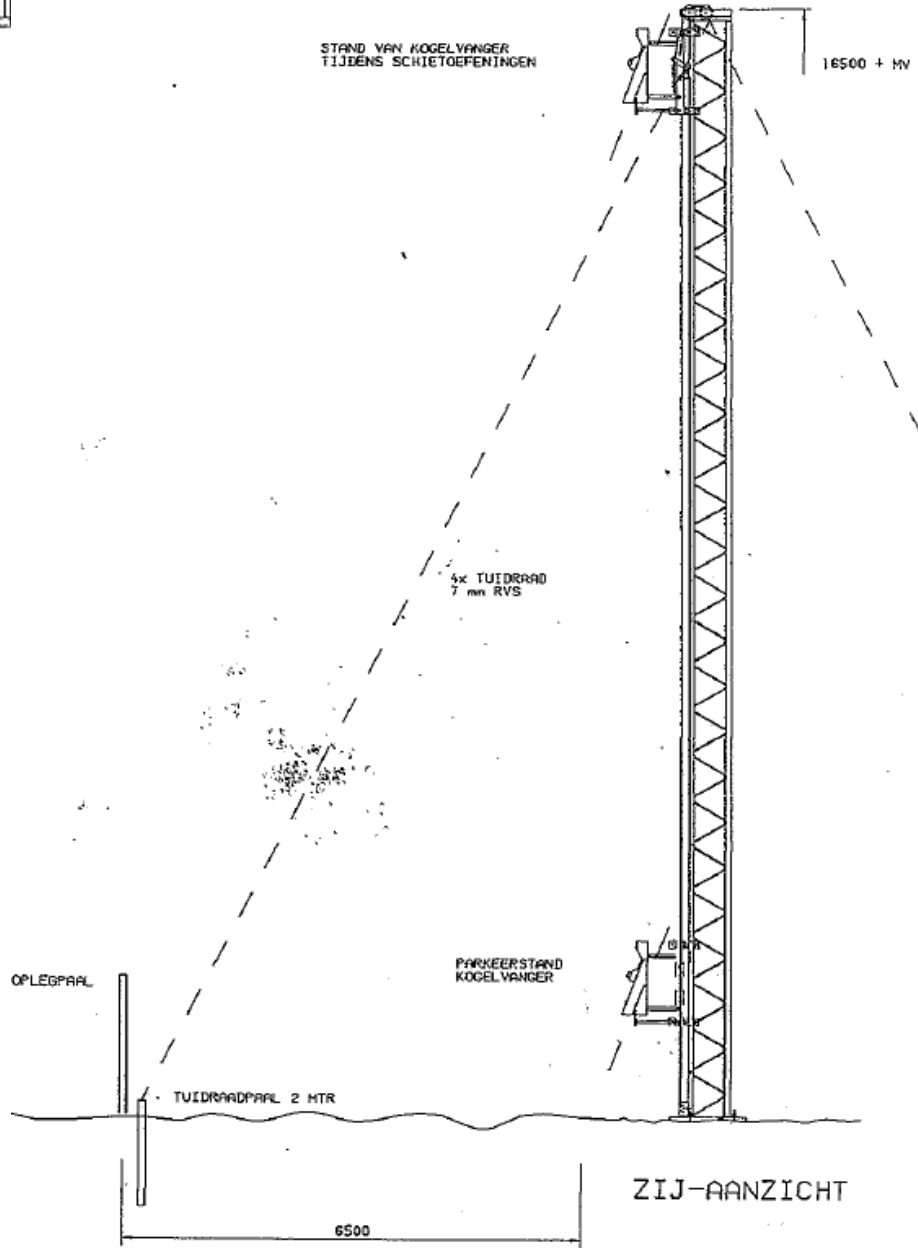 STAND VAN KOGELVANGER
TIJDENS SCHIETOEFENINGEN
16500 + MV
4x TUIDRAAD
7 mm RVS
OPLEGPAAL
PARKEERSTAND
KOGELVANGER
TUIDRAADPAAL 2 MTR
ZIJ-AANZICHT
6500